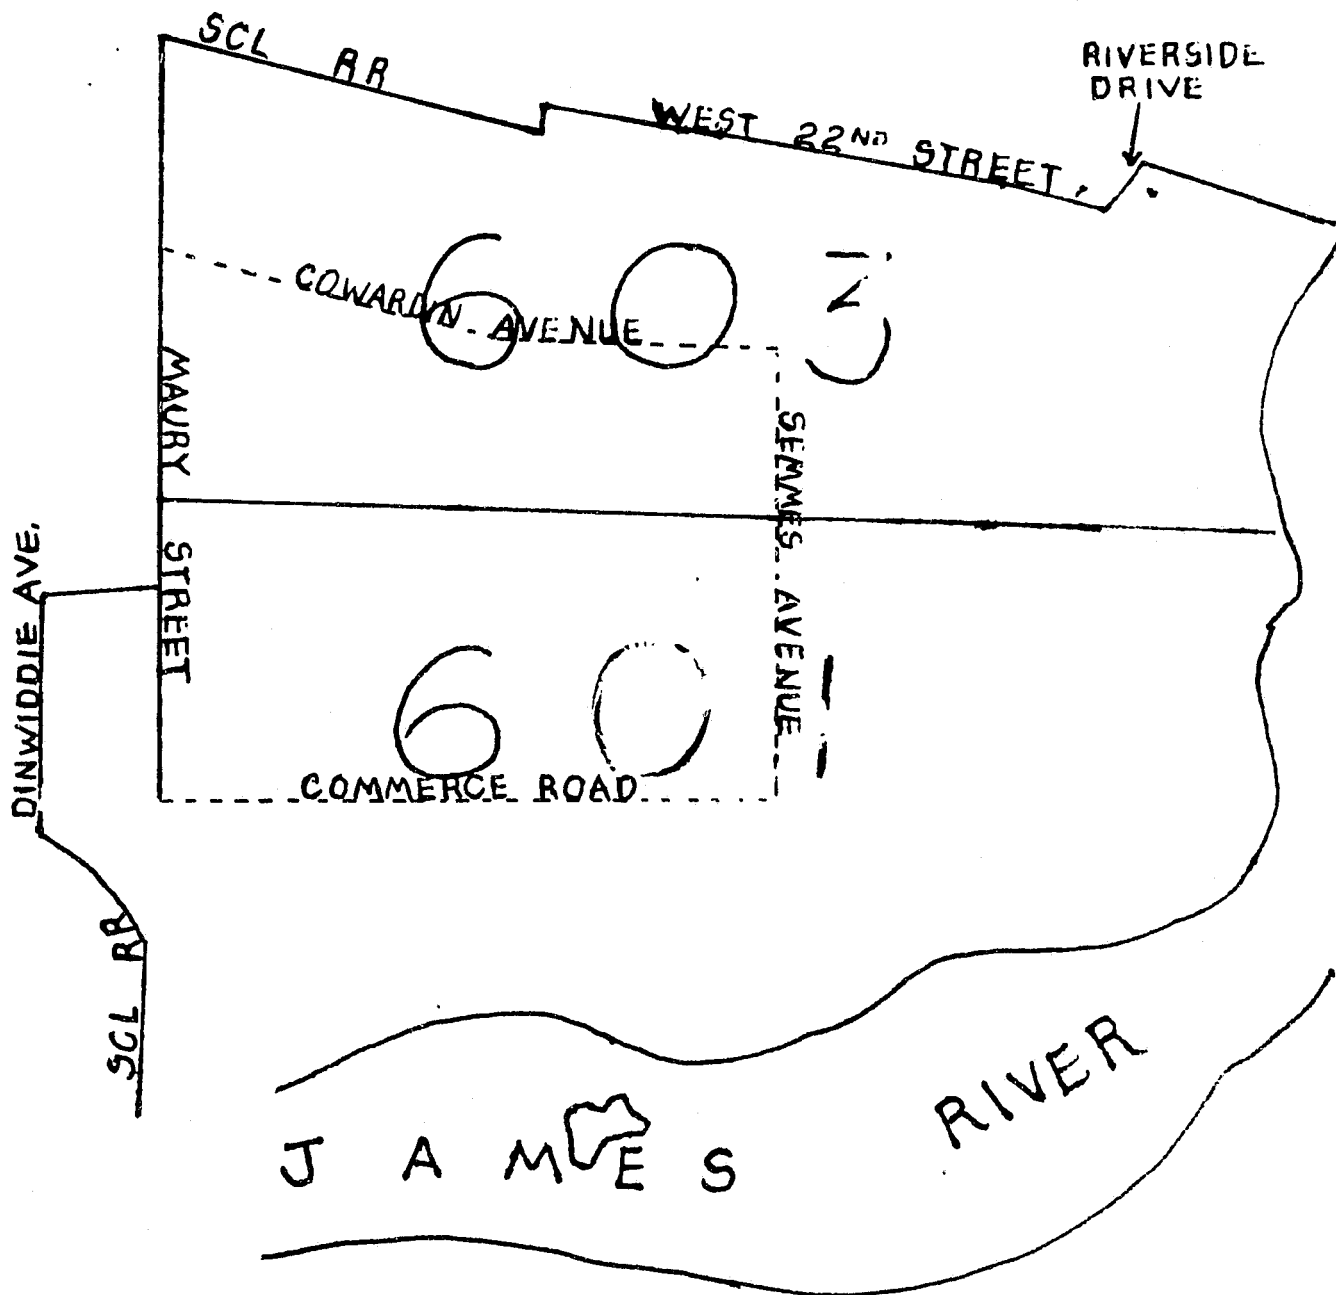 SCL RR
RIVERSIDE
DRIVE
WEST 22ND STREET
603
COWARDIN AVENUE
MAURY STREET
SEMMES AVENUE
DINWIDDIE AVE.
601
COMMERCE ROAD
SCL RR
JAMES RIVER